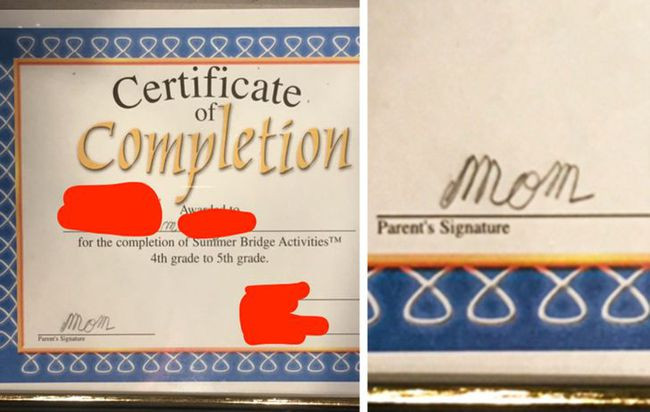 Certificate
of
Completion
Awarded to
for the completion of Summer Bridge Activities™
4th grade to 5th grade.
mom
Parent's Signature
mom
Parent's Signature